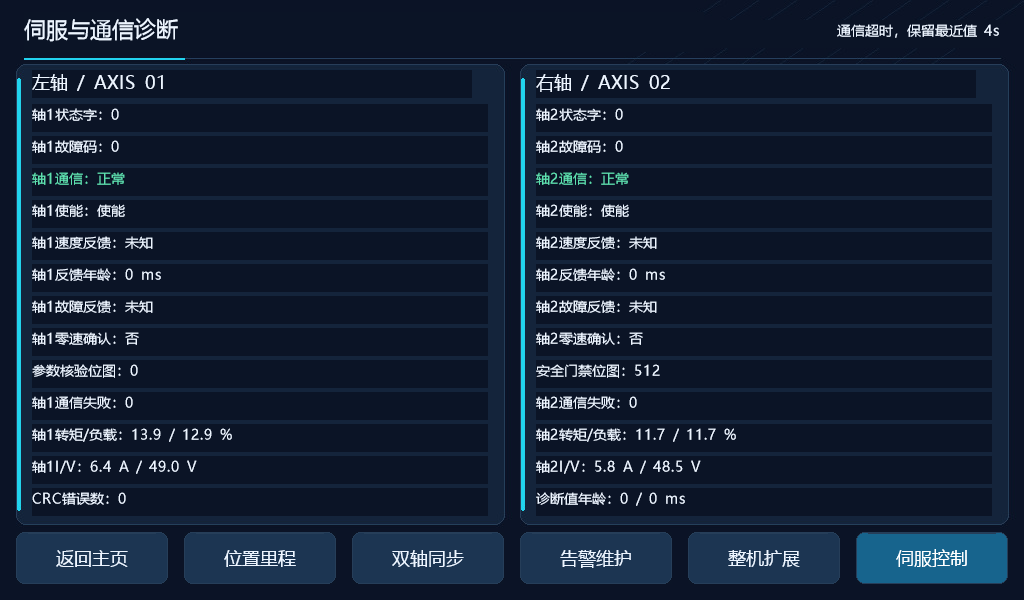 伺服与通信诊断
通信超时，保留最近值 4s
左轴 / AXIS 01
轴1状态字：0
轴1故障码：0
轴1通信：正常
轴1使能：使能
轴1速度反馈：未知
轴1反馈年龄：0 ms
轴1故障反馈：未知
轴1零速确认：否
参数核验位图：0
轴1通信失败：0
轴1转矩/负载：13.9 / 12.9 %
轴1I/V：6.4 A / 49.0 V
CRC错误数：0
右轴 / AXIS 02
轴2状态字：0
轴2故障码：0
轴2通信：正常
轴2使能：使能
轴2速度反馈：未知
轴2反馈年龄：0 ms
轴2故障反馈：未知
轴2零速确认：否
安全门禁位图：512
轴2通信失败：0
轴2转矩/负载：11.7 / 11.7 %
轴2I/V：5.8 A / 48.5 V
诊断值年龄：0 / 0 ms
返回主页
位置里程
双轴同步
告警维护
整机扩展
伺服控制